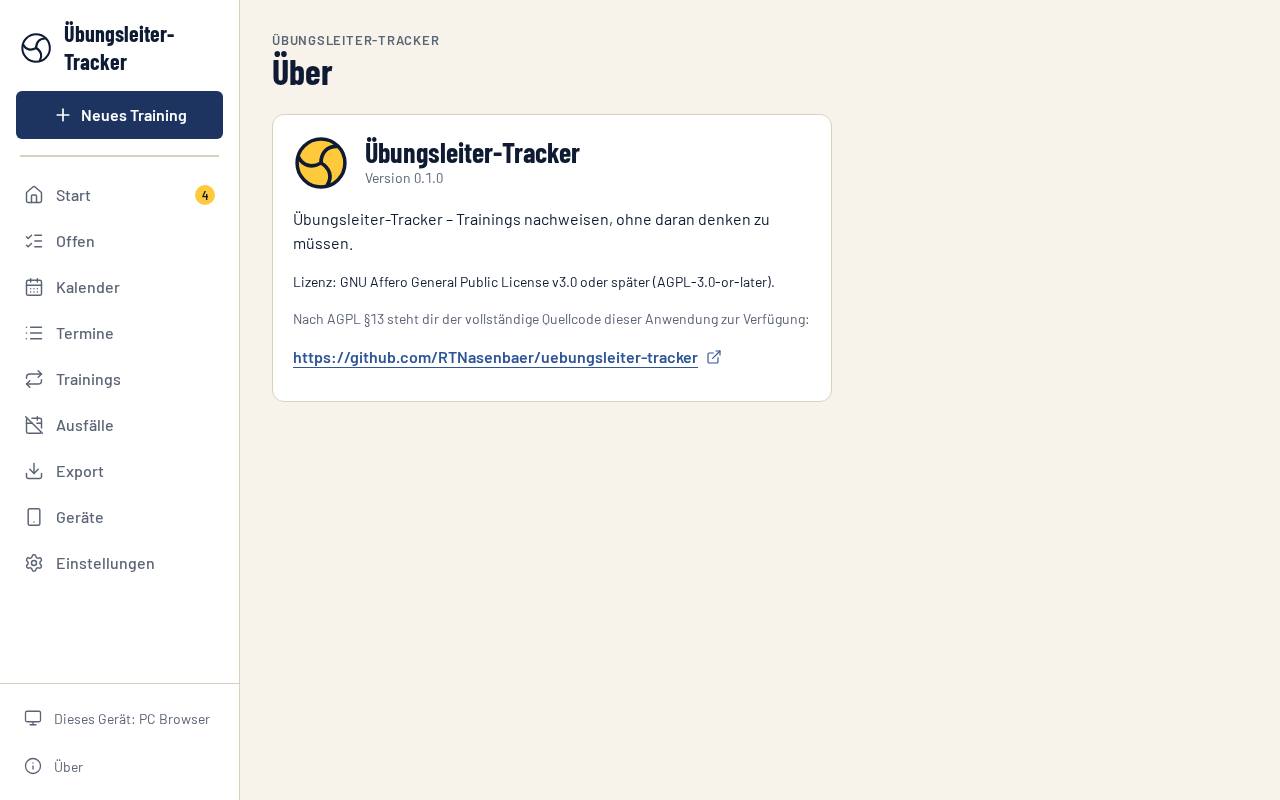 Übungsleiter-
Tracker
Neues Training
Start
4
Offen
Kalender
Termine
Trainings
Ausfälle
Export
Geräte
Einstellungen
Dieses Gerät: PC Browser
Über
ÜBUNGSLEITER-TRACKER
Über
Übungsleiter-Tracker
Version 0.1.0
Übungsleiter-Tracker – Trainings nachweisen, ohne daran denken zu
müssen.
Lizenz: GNU Affero General Public License v3.0 oder später (AGPL-3.0-or-later).
Nach AGPL §13 steht dir der vollständige Quellcode dieser Anwendung zur Verfügung:
https://github.com/RTNasenbaer/uebungsleiter-tracker